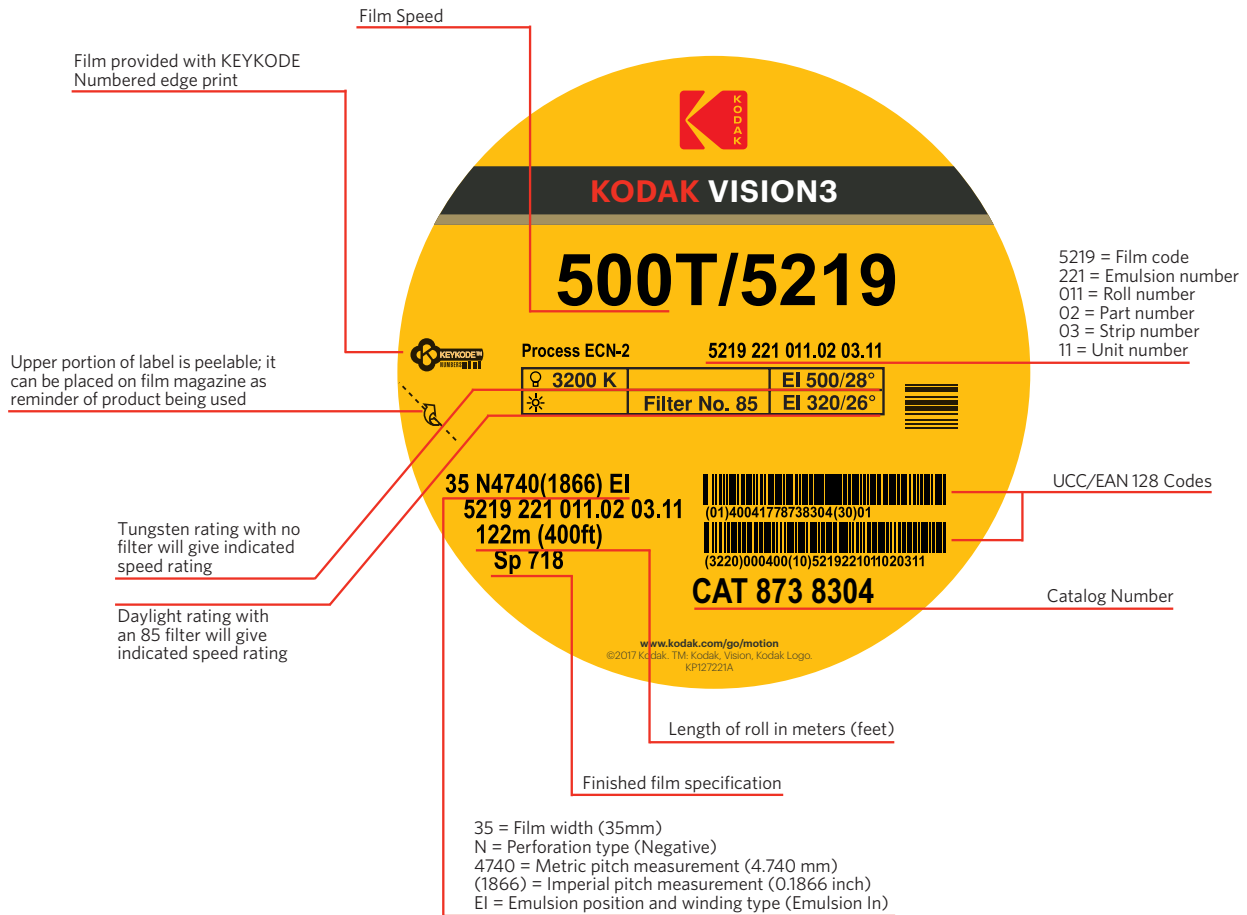 Film Speed
Film provided with KEYKODE
Numbered edge print
KODAK
KODAK VISION3
500T/5219
5219 = Film code
221 = Emulsion number
011 = Roll number
02 = Part number
03 = Strip number
11 = Unit number
KEYKODE™
NUMBERS
Process ECN-2
5219 221 011.02 03.11
Upper portion of label is peelable; it
can be placed on film magazine as
reminder of product being used
3200 K
EI 500/28°
Filter No. 85
EI 320/26°
35 N4740(1866) EI
5219 221 011.02 03.11
122m (400ft)
Sp 718
(01)40041778738304(30)01
(3220)000400(10)52192211011020311
CAT 873 8304
UCC/EAN 128 Codes
Tungsten rating with no
filter will give indicated
speed rating
Daylight rating with
an 85 filter will give
indicated speed rating
Catalog Number
www.kodak.com/go/motion
©2017 Kodak. TM: Kodak, Vision, Kodak Logo.
KP127221A
Length of roll in meters (feet)
Finished film specification
35 = Film width (35mm)
N = Perforation type (Negative)
4740 = Metric pitch measurement (4.740 mm)
(1866) = Imperial pitch measurement (0.1866 inch)
EI = Emulsion position and winding type (Emulsion In)